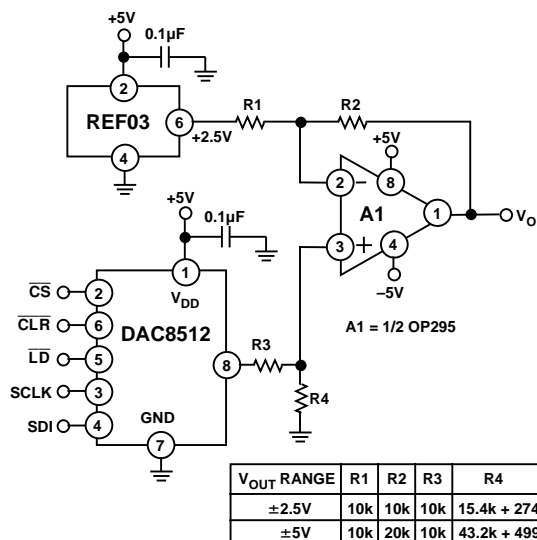 +5V
0.1µF
2
REF03
6
+2.5V
4
R1
R2
+5V
2
–
8
A1
1
VO
3
+
4
–5V
A1 = 1/2 OP295
+5V
0.1µF
1
VDD
CS
2
DAC8512
CLR
6
LD
5
8
R3
SCLK
3
R4
SDI
4
GND
7
VOUT RANGE R1 R2 R3 R4
±2.5V 10k 10k 10k 15.4k + 274
±5V 10k 20k 10k 43.2k + 499